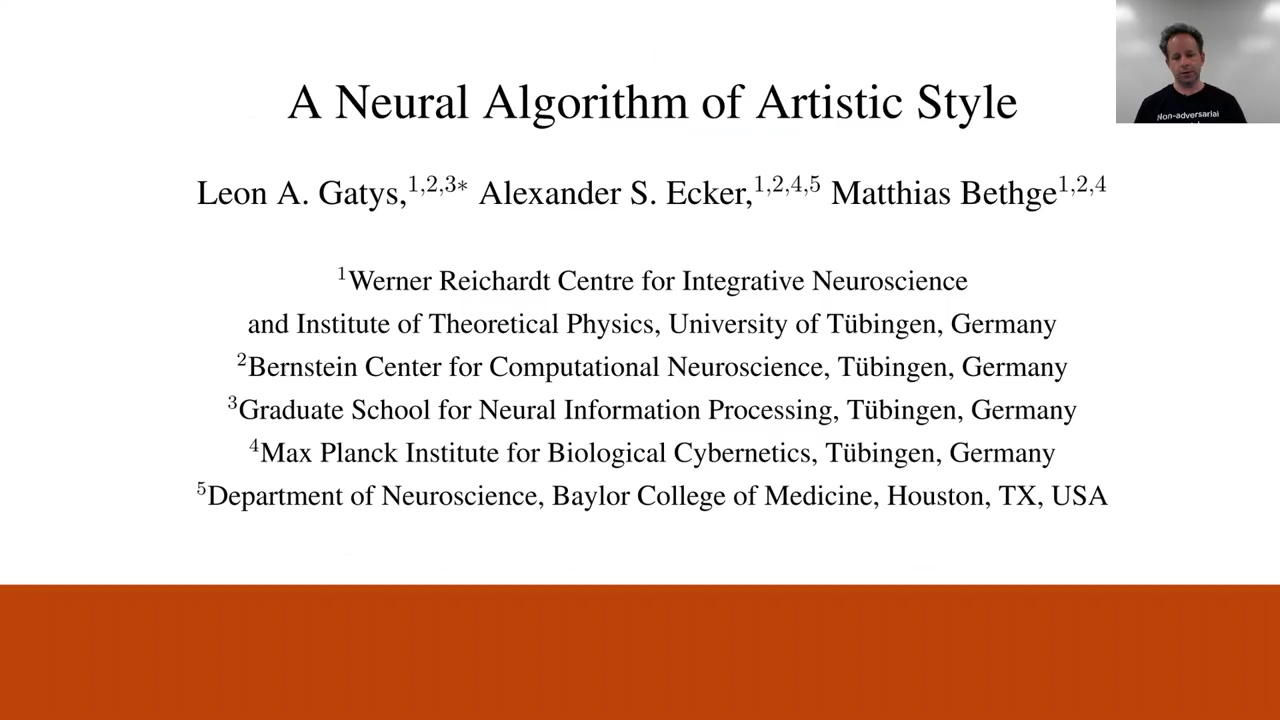 A Neural Algorithm of Artistic Style
Leon A. Gatys,1,2,3* Alexander S. Ecker,1,2,4,5 Matthias Bethge1,2,4
1Werner Reichardt Centre for Integrative Neuroscience
and Institute of Theoretical Physics, University of Tübingen, Germany
2Bernstein Center for Computational Neuroscience, Tübingen, Germany
3Graduate School for Neural Information Processing, Tübingen, Germany
4Max Planck Institute for Biological Cybernetics, Tübingen, Germany
5Department of Neuroscience, Baylor College of Medicine, Houston, TX, USA
Non-adversarial